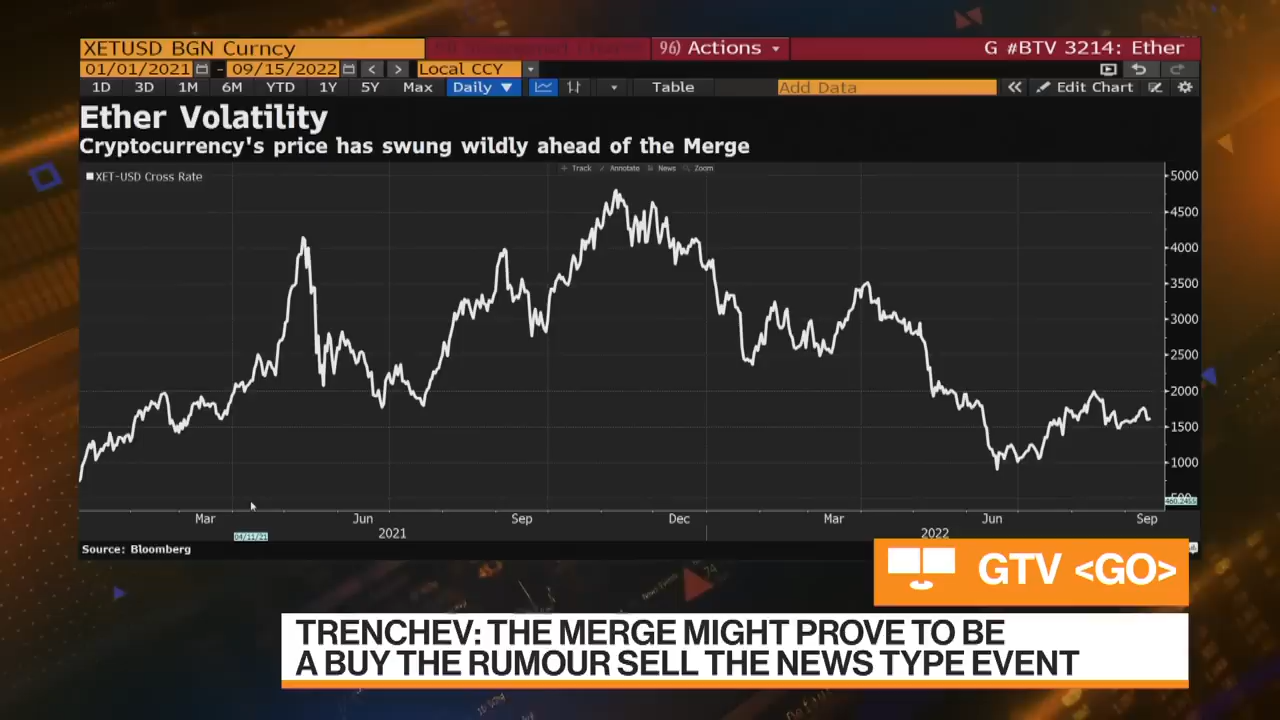 XETUSD BGN Curncy
96) Actions
G #BTV 3214: Ether
01/01/2021 - 09/15/2022 < > Local CCY
1D 3D 1M 6M YTD 1Y 5Y Max Daily ▼ Table Add Data « Edit Chart
Ether Volatility
Cryptocurrency's price has swung wildly ahead of the Merge
Track Annotate News Zoom
XET-USD Cross Rate
5000
4500
4000
3500
3000
2500
2000
1500
1000
500
Mar Jun Sep Dec Mar Jun Sep
04/11/21
2021 2022
Source: Bloomberg
GTV <GO>
TRENCHEV: THE MERGE MIGHT PROVE TO BE
A BUY THE RUMOUR SELL THE NEWS TYPE EVENT